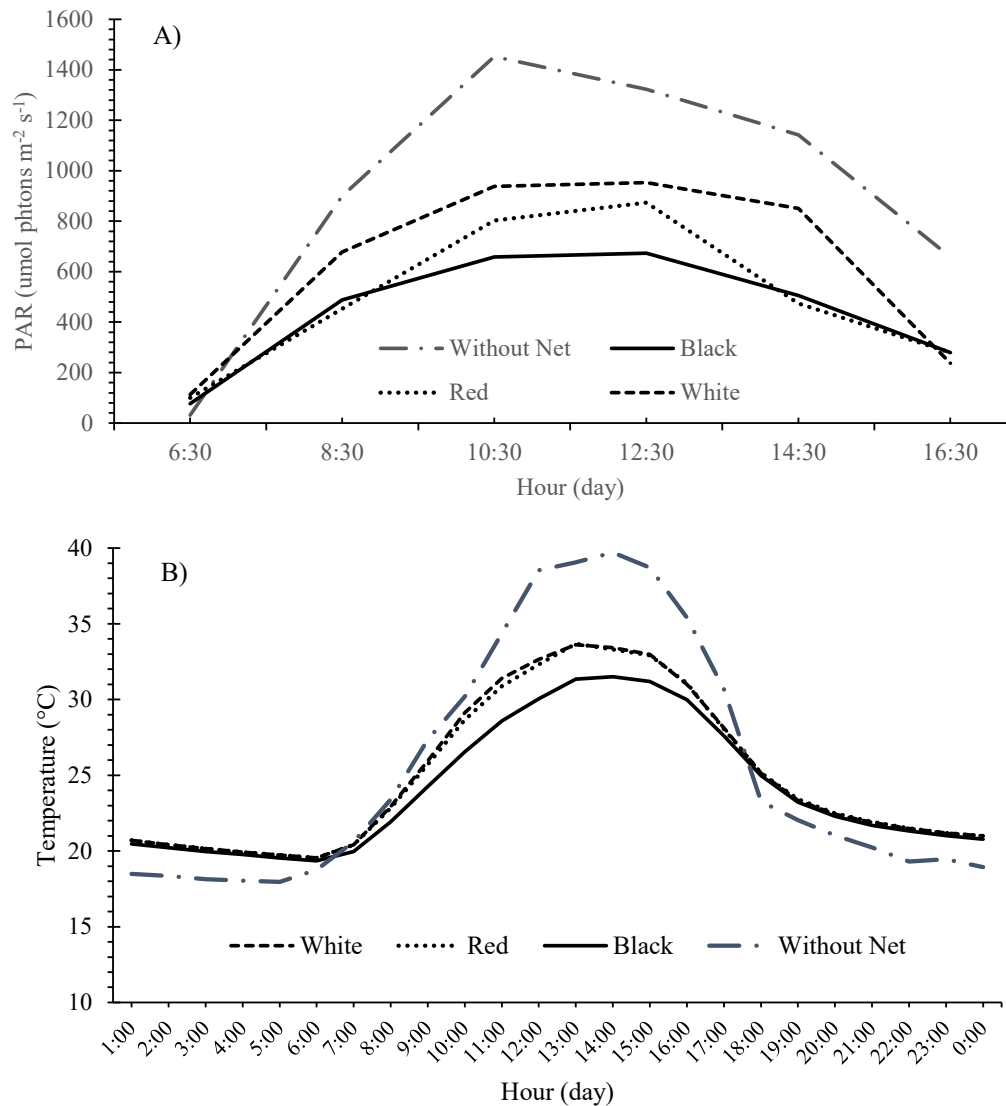 A)
PAR (umol phtons m-2 s-1)
1600
1400
1200
1000
800
600
400
200
0
Without Net
Black
Red
White
6:30 8:30 10:30 12:30 14:30 16:30
Hour (day)
B)
Temperature (°C)
40
35
30
25
20
15
10
White Red Black Without Net
1:00 2:00 3:00 4:00 5:00 6:00 7:00 8:00 9:00 10:00 11:00 12:00 13:00 14:00 15:00 16:00 17:00 18:00 19:00 20:00 21:00 22:00 23:00 0:00
Hour (day)